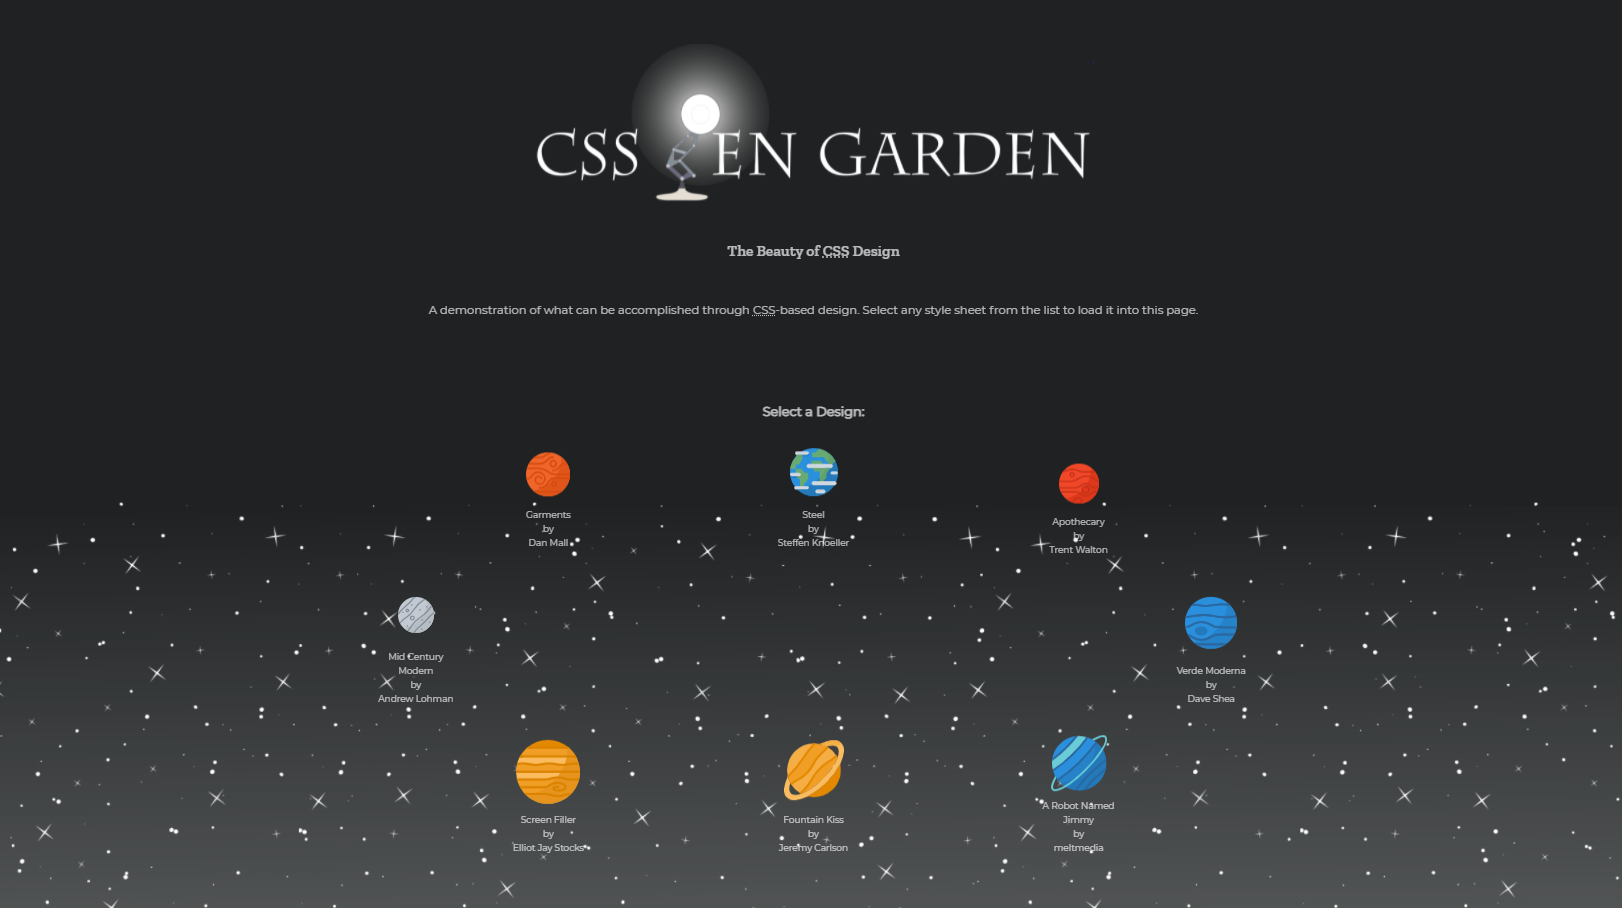 CSS EN GARDEN
The Beauty of CSS Design
A demonstration of what can be accomplished through CSS-based design. Select any style sheet from the list to load it into this page.
Select a Design:
Garments
by
Dan Mall
Steel
by
Steffen Knoeller
Apothecary
by
Trent Walton
Mid Century
Modern
by
Andrew Lohman
Verde Moderna
by
Dave Shea
Screen Filler
by
Elliot Jay Stocks
Fountain Kiss
by
Jeremy Carlson
A Robot Named
Jimmy
by
meltmedia